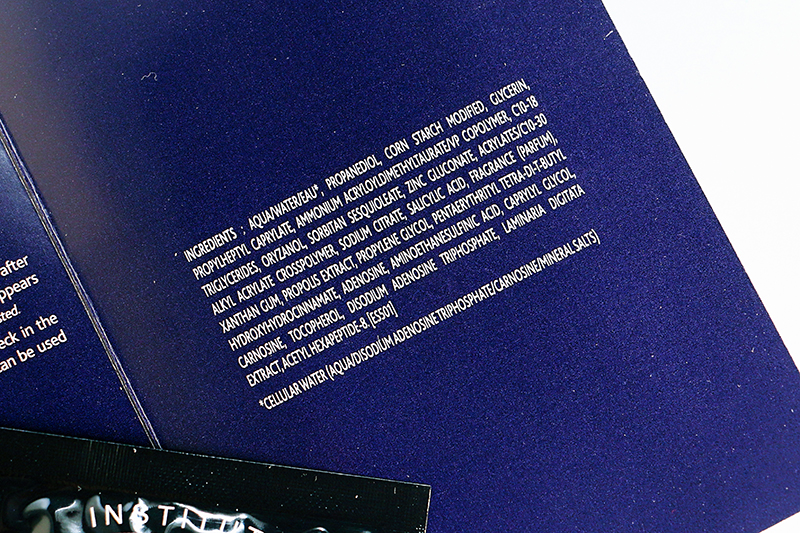 after
ppears
sted.
eck in the
an be used
INGREDIENTS : AQUA/WATER/EAU*, PROPANEDIOL, CORN STARCH MODIFIED, GLYCERIN,
PROPYLHEPTYL CAPRYLATE, AMMONIUM ACRYLOYLDIMETHYLTAURATE/VP COPOLYMER, C10-18
TRIGLYCERIDES, ORYZANOL, SORBITAN SESQUIOLEATE, ZINC GLUCONATE, ACRYLATES/C10-30
ALKYL ACRYLATE CROSSPOLYMER, SODIUM CITRATE, SALICYLIC ACID, FRAGRANCE (PARFUM),
XANTHAN GUM, PROPOLIS EXTRACT, PROPYLENE GLYCOL, PENTAERYTHRITYL TETRA-DI-T-BUTYL
HYDROXYHYDROCINNAMATE, ADENOSINE, AMINOETHANESULFINIC ACID, CAPRYLYL GLYCOL,
CARNOSINE, TOCOPHEROL, DISODIUM ADENOSINE TRIPHOSPHATE, LAMINARIA DIGITATA
EXTRACT, ACETYL HEXAPEPTIDE-8. [ES501]
*CELLULAR WATER (AQUA/DISODIUM ADENOSINE TRIPHOSPHATE/CARNOSINE/MINERAL SALTS)
INSTITUT